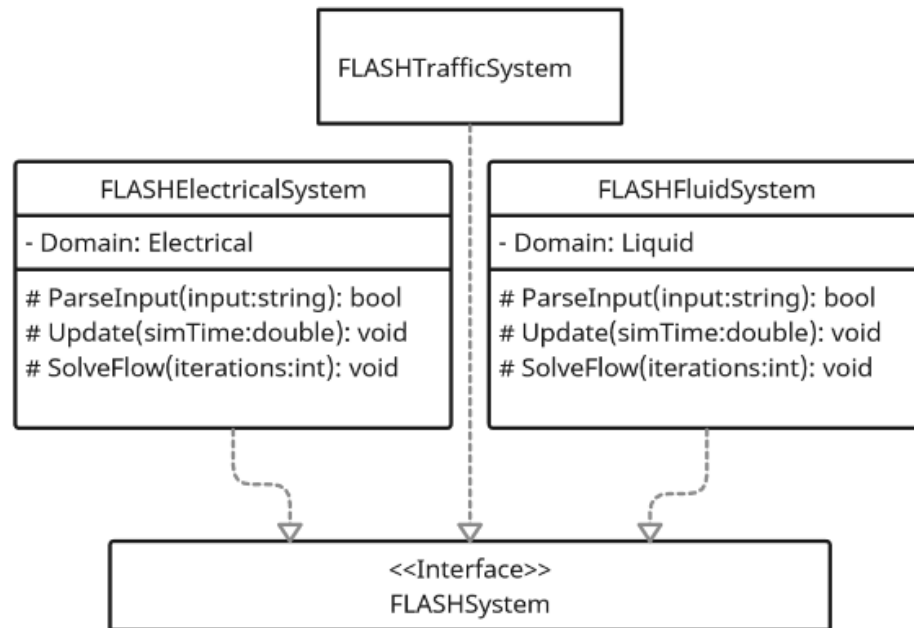 FLASHTrafficSystem
FLASHElectricalSystem
- Domain: Electrical
# ParseInput(input:string): bool
# Update(simTime:double): void
# SolveFlow(iterations:int): void
FLASHFluidSystem
- Domain: Liquid
# ParseInput(input:string): bool
# Update(simTime:double): void
# SolveFlow(iterations:int): void
<<Interface>>
FLASHSystem